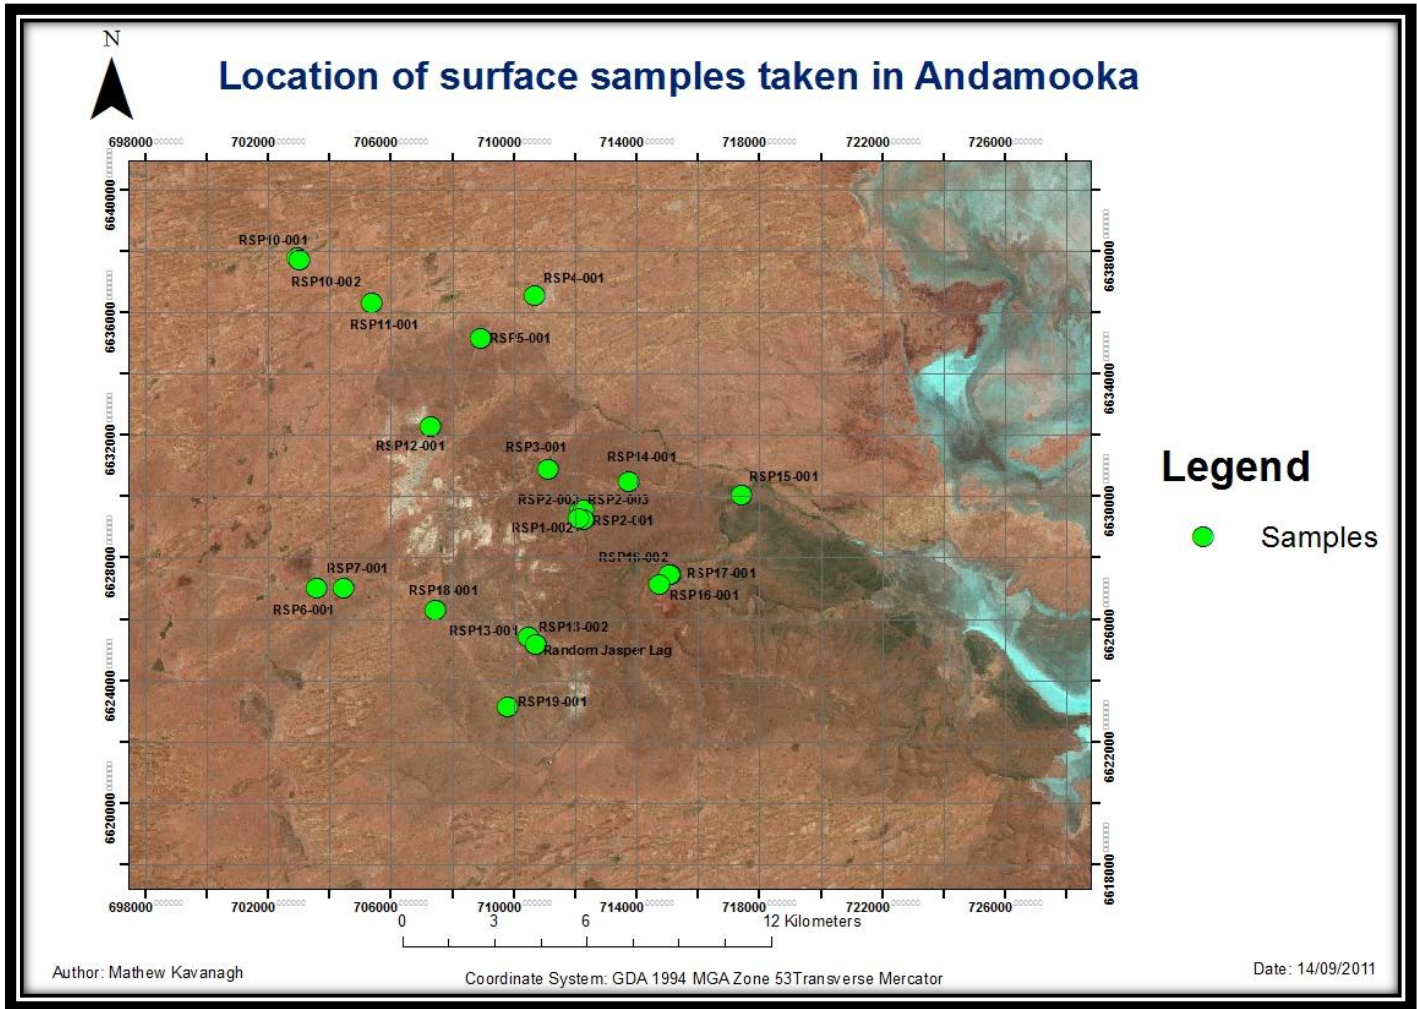 N
Location of surface samples taken in Andamooka
698000 702000 706000 710000 714000 718000 722000 726000
6640000
6638000
6636000
6634000
6632000
6630000
6628000
6626000
6624000
6622000
6620000
6618000
RSP10-001
RSP10-002
RSP4-001
RSP11-001
RSP5-001
RSP12-001
RSP3-001
RSP14-001
RSP15-001
RSP2-003
RSP1-002
RSP2-001
RSP16-002
RSP7-001
RSP17-001
RSP6-001
RSP18-001
RSP16-001
RSP13-001
RSP13-002
Random Jasper Lag
RSP19-001
Legend
Samples
698000 702000 706000 710000 714000 718000 722000 726000
0 3 6 12 Kilometers
Author: Mathew Kavanagh
Coordinate System: GDA 1994 MGA Zone 53Transverse Mercator
Date: 14/09/2011